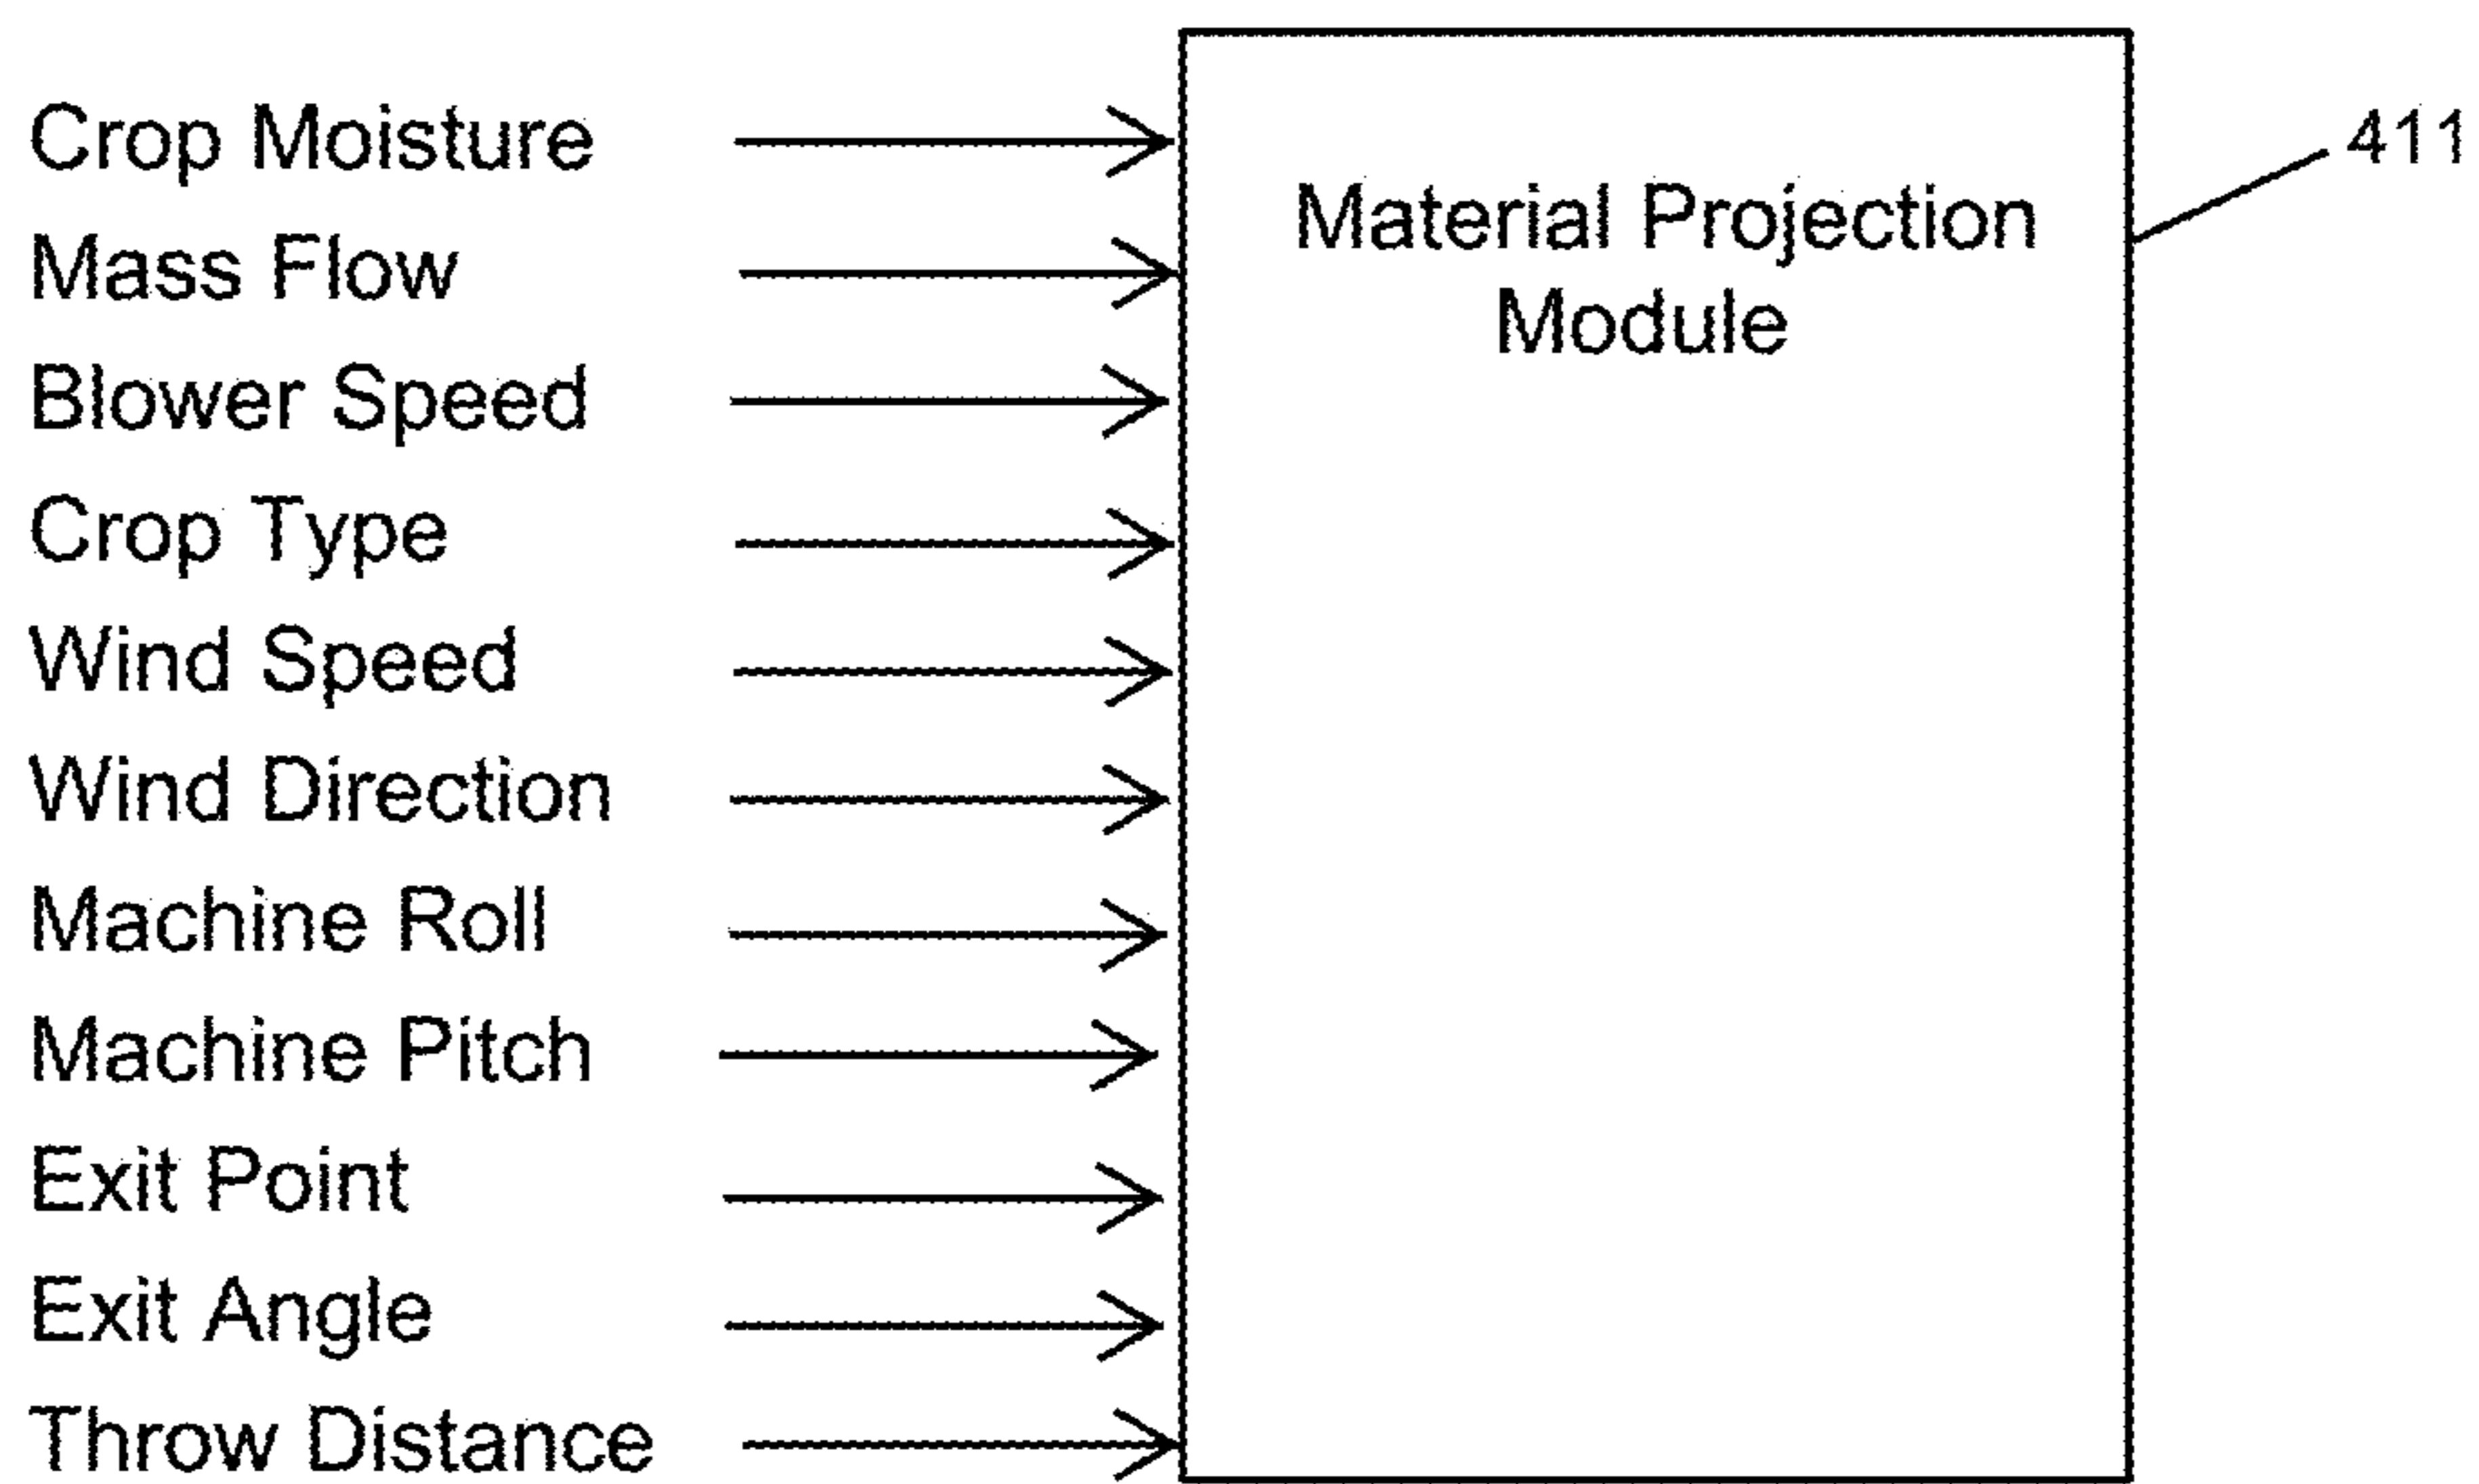 Crop Moisture
Mass Flow
Blower Speed
Crop Type
Wind Speed
Wind Direction
Machine Roll
Machine Pitch
Exit Point
Exit Angle
Throw Distance
Material Projection
Module
411